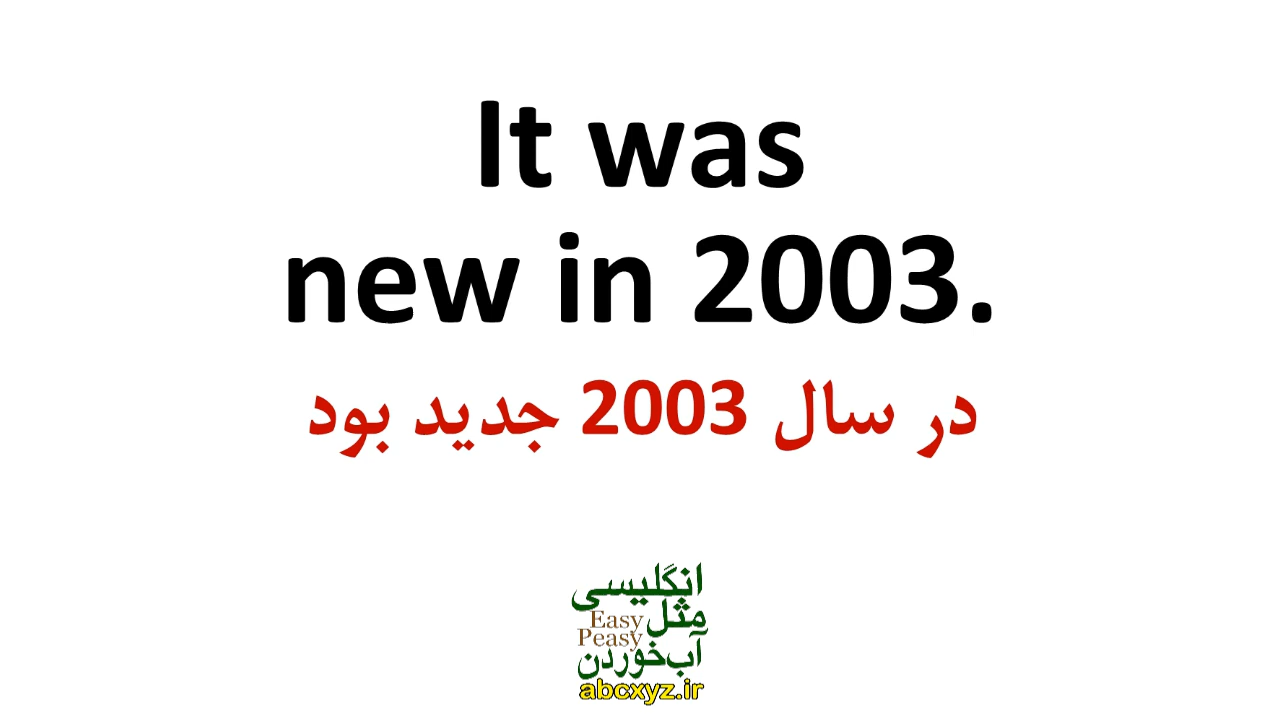 It was
new in 2003.
در سال 2003 جدید بود
انگلیسی
مثل
Easy
Peasy
آب‌خوردن
abcxyz.ir